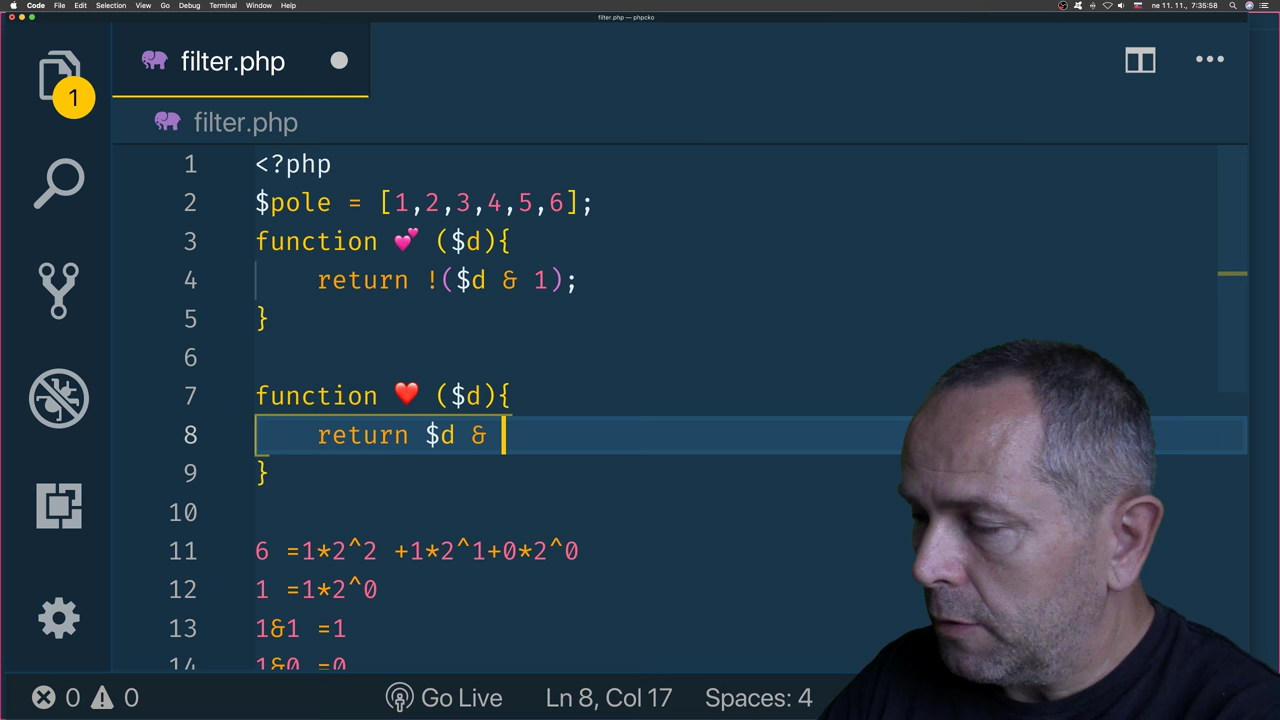 Code File Edit Selection View Go Debug Terminal Window Help
ne 11. 11., 7:35:58
filter.php — phpcko
filter.php
1
filter.php
1 <?php
2 $pole = [1,2,3,4,5,6];
3 function 💕 ($d){
4 return !($d & 1);
5 }
6
7 function ❤️ ($d){
8 return $d &
9 }
10
11 6 =1*2^2 +1*2^1+0*2^0
12 1 =1*2^0
13 1&1 =1
14 1&0 =0
0 0 Go Live Ln 8, Col 17 Spaces: 4